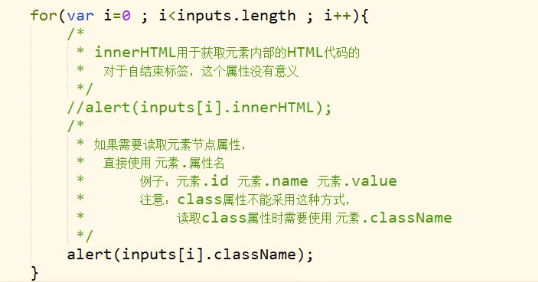 for(var i=0 ; i<inputs.length ; i++){
/*
* innerHTML用于获取元素内部的HTML代码的
* 对于自结束标签，这个属性没有意义
*/
//alert(inputs[i].innerHTML);
/*
* 如果需要读取元素节点属性，
* 直接使用 元素.属性名
* 例子：元素.id 元素.name 元素.value
* 注意：class属性不能采用这种方式，
* 读取class属性时需要使用 元素.className
*/
alert(inputs[i].className);
}